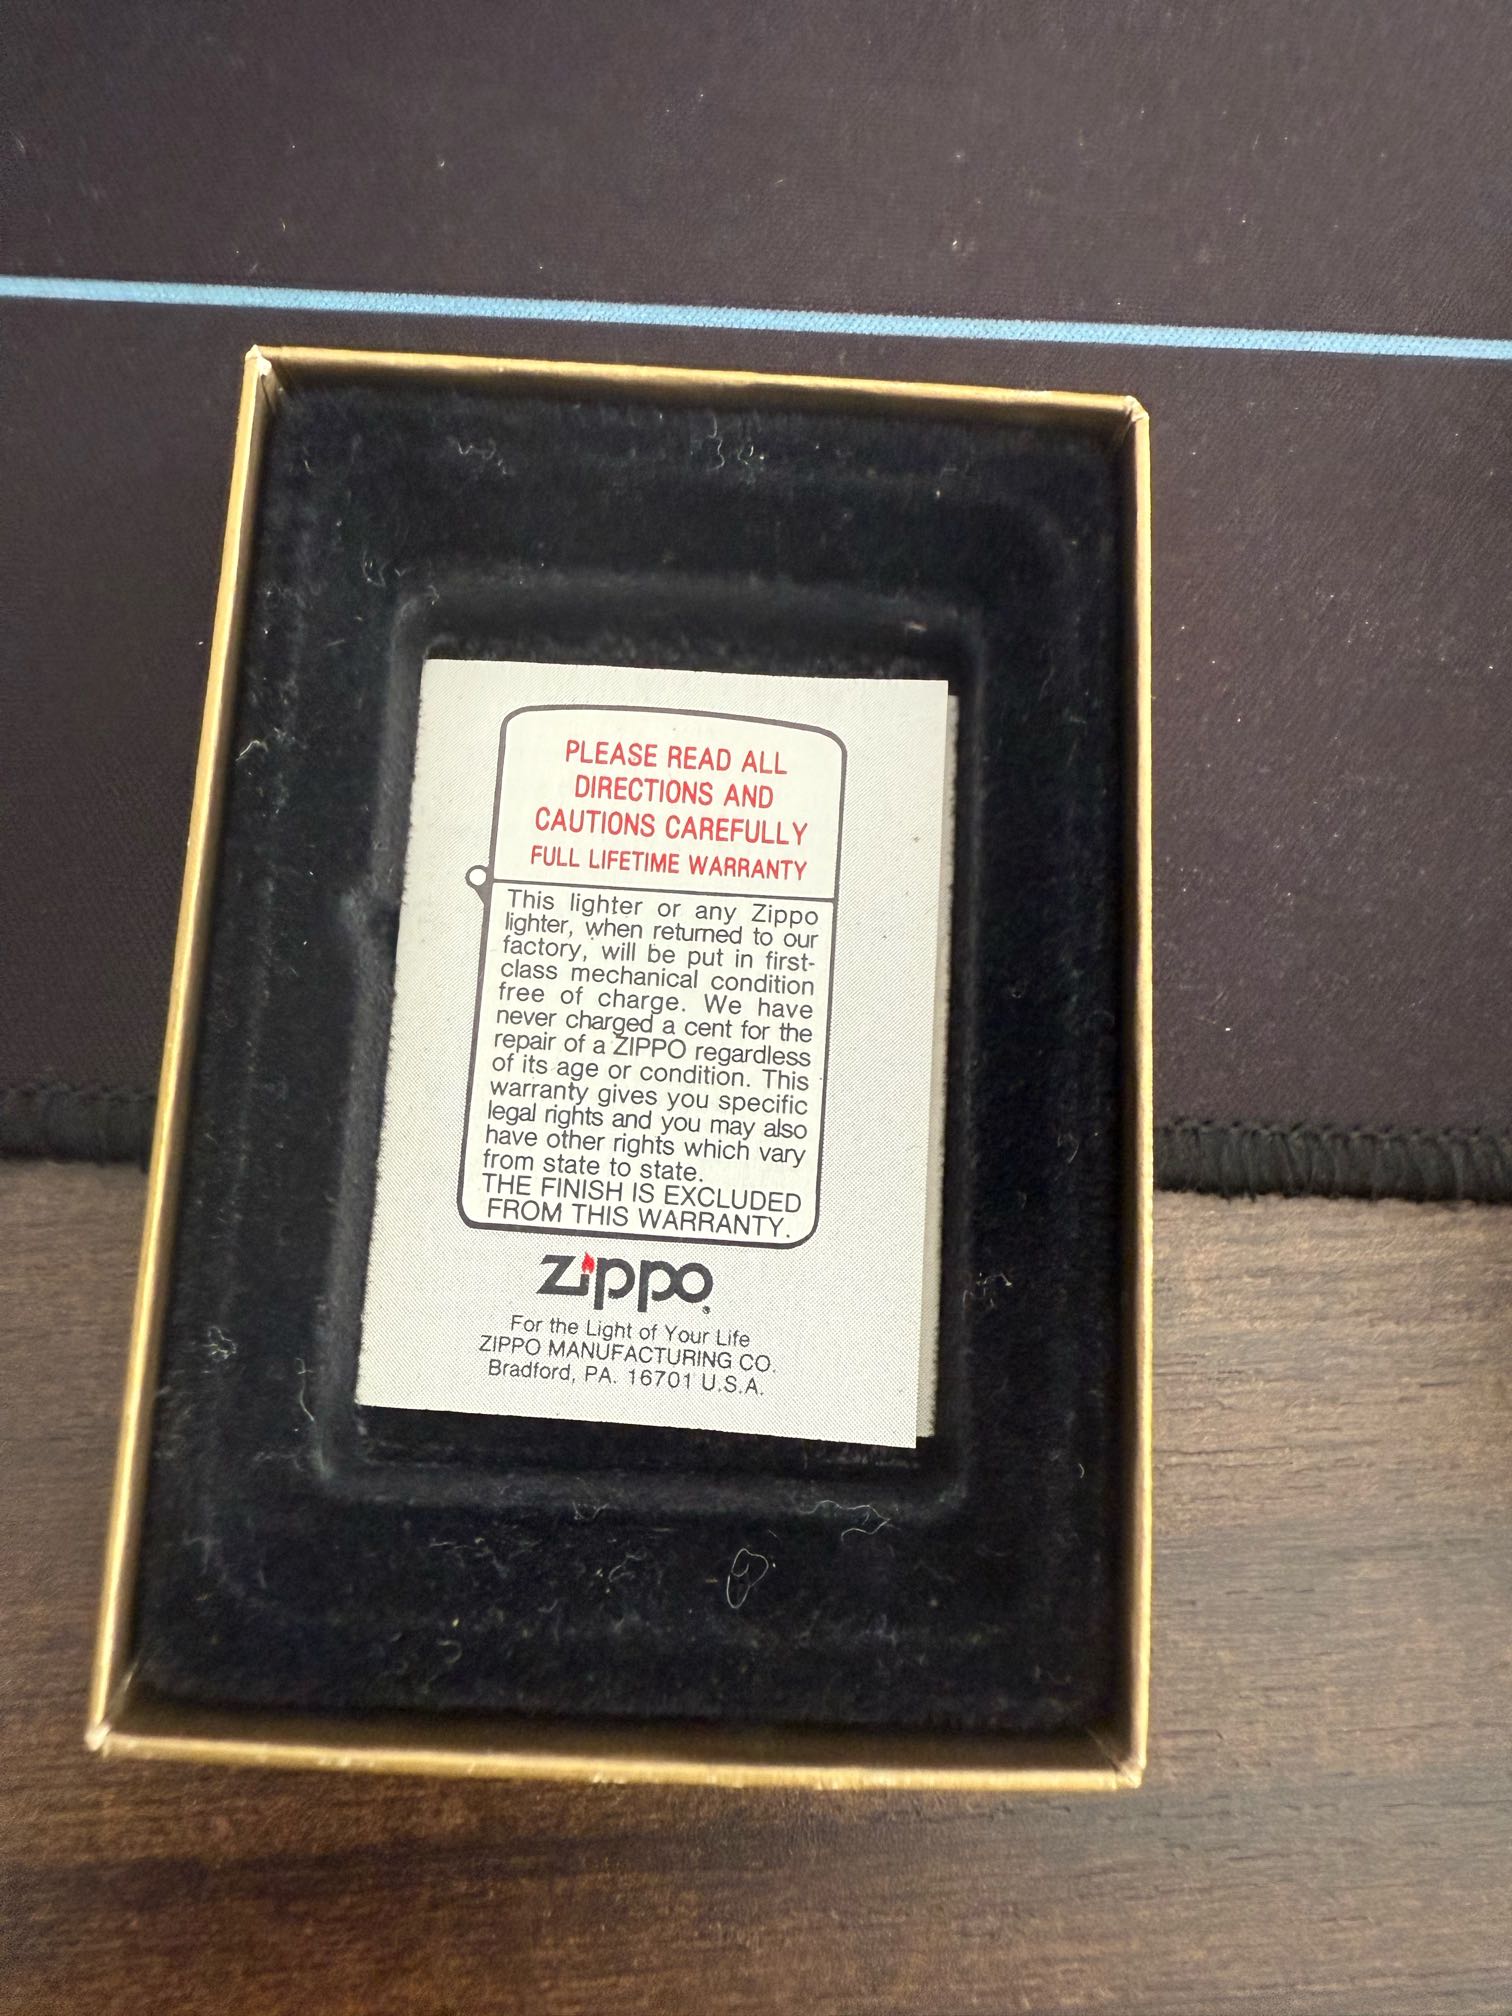 PLEASE READ ALL
DIRECTIONS AND
CAUTIONS CAREFULLY
FULL LIFETIME WARRANTY
This lighter or any Zippo
lighter, when returned to our
factory, will be put in first-
class mechanical condition
free of charge. We have
never charged a cent for the
repair of a ZIPPO regardless
of its age or condition. This
warranty gives you specific
legal rights and you may also
have other rights which vary
from state to state.
THE FINISH IS EXCLUDED
FROM THIS WARRANTY.
Zippo®
For the Light of Your Life
ZIPPO MANUFACTURING CO.
Bradford, PA. 16701 U.S.A.